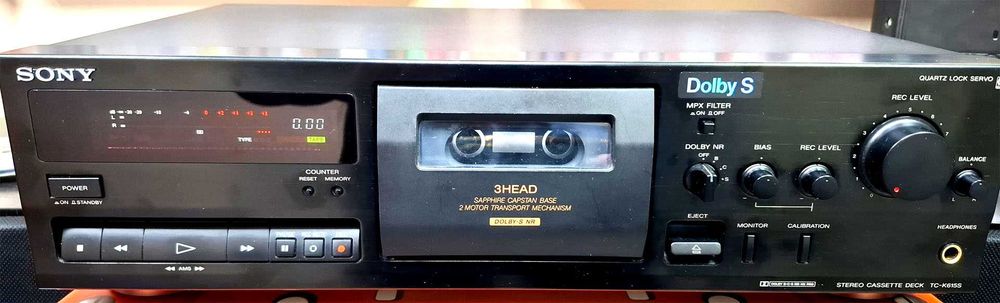 SONY
Dolby S
QUARTZ LOCK SERVO
dB
L
R
0.00
TYPE
TAPE
COUNTER
RESET MEMORY
POWER
ON STANDBY
AMS
3HEAD
SAPPHIRE CAPSTAN BASE
2 MOTOR TRANSPORT MECHANISM
DOLBY-S NR
MPX FILTER
ON OFF
DOLBY NR
OFF
B
C
S
BIAS
REC LEVEL
EJECT
MONITOR
CALIBRATION
REC LEVEL
BALANCE
L R
HEADPHONES
STEREO CASSETTE DECK TC-K615S